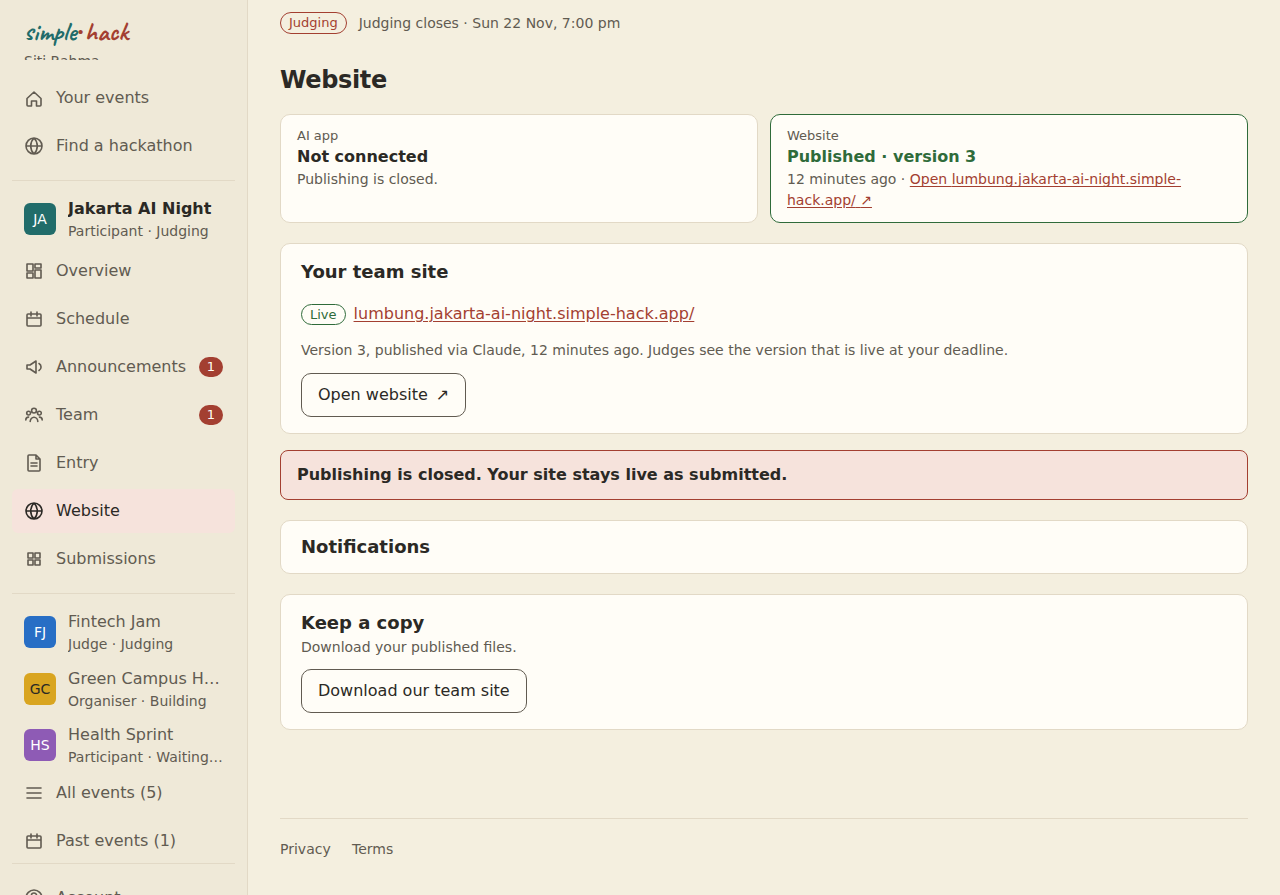 simple·hack
Siti Rahma
Your events
Find a hackathon
JA
Jakarta AI Night
Participant · Judging
Overview
Schedule
Announcements 1
Team 1
Entry
Website
Submissions
FJ
Fintech Jam
Judge · Judging
GC
Green Campus H…
Organiser · Building
HS
Health Sprint
Participant · Waiting…
All events (5)
Past events (1)
Account
Judging
Judging closes · Sun 22 Nov, 7:00 pm
Website
AI app
Not connected
Publishing is closed.
Website
Published · version 3
12 minutes ago · Open lumbung.jakarta-ai-night.simple-
hack.app/ ↗
Your team site
Live
lumbung.jakarta-ai-night.simple-hack.app/
Version 3, published via Claude, 12 minutes ago. Judges see the version that is live at your deadline.
Open website ↗
Publishing is closed. Your site stays live as submitted.
Notifications
Keep a copy
Download your published files.
Download our team site
Privacy
Terms